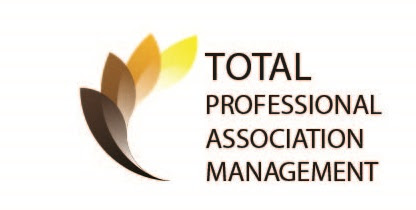 TOTAL
PROFESSIONAL
ASSOCIATION
MANAGEMENT